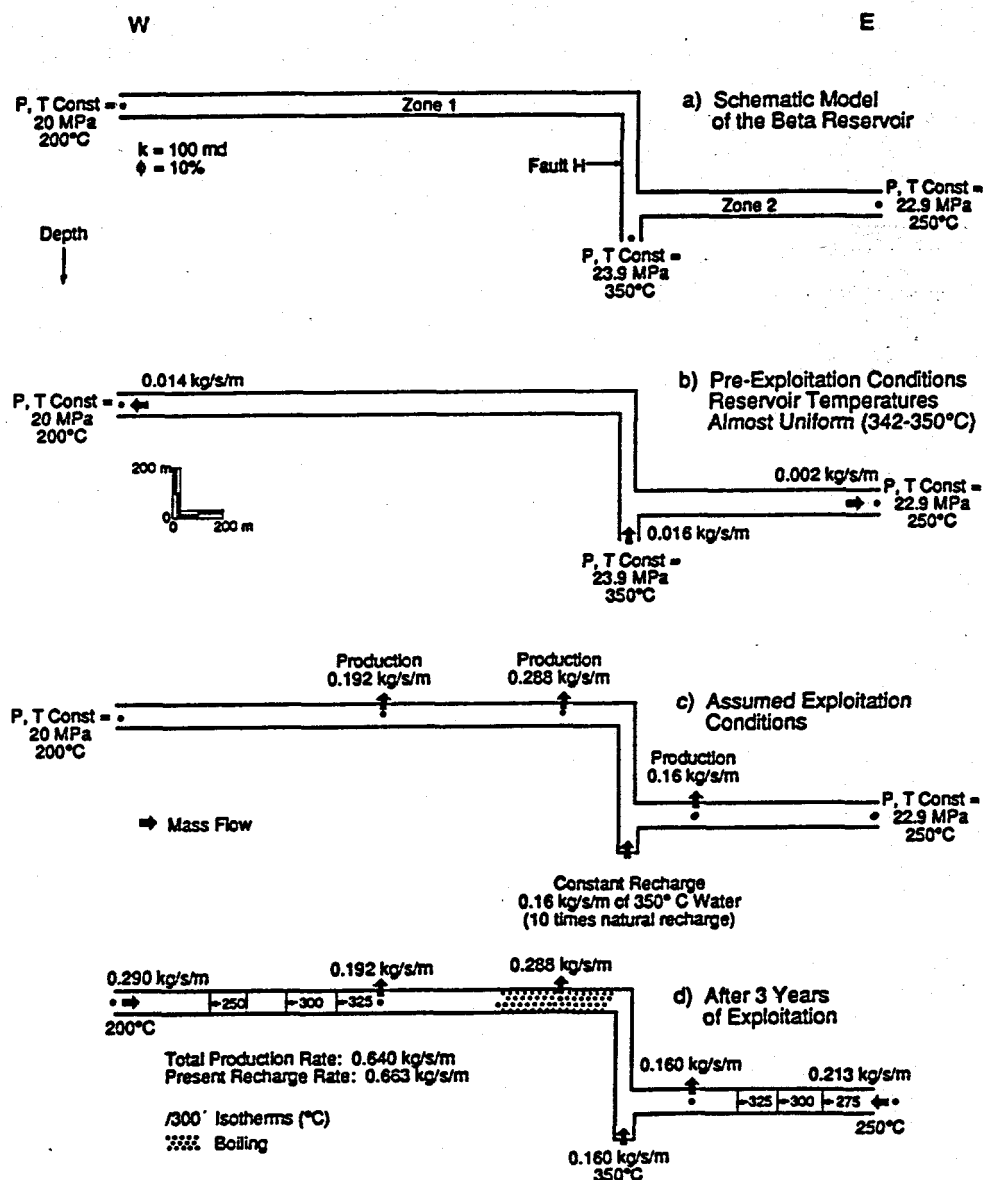 W
E
P, T Const =
20 MPa
200°C
Zone 1
k = 100 md
ϕ = 10%
Fault H
a) Schematic Model
of the Beta Reservoir
Zone 2
P, T Const =
22.9 MPa
250°C
Depth
P, T Const =
23.9 MPa
350°C
0.014 kg/s/m
P, T Const =
20 MPa
200°C
b) Pre-Exploitation Conditions
Reservoir Temperatures
Almost Uniform (342-350°C)
200 m
0
0
200 m
0.002 kg/s/m
P, T Const =
22.9 MPa
250°C
0.016 kg/s/m
P, T Const =
23.9 MPa
350°C
Production
0.192 kg/s/m
Production
0.288 kg/s/m
P, T Const =
20 MPa
200°C
c) Assumed Exploitation
Conditions
Production
0.16 kg/s/m
P, T Const =
22.9 MPa
250°C
Mass Flow
Constant Recharge
0.16 kg/s/m of 350° C Water
(10 times natural recharge)
0.290 kg/s/m
0.192 kg/s/m
0.288 kg/s/m
250
300
325
200°C
d) After 3 Years
of Exploitation
Total Production Rate: 0.640 kg/s/m
Present Recharge Rate: 0.663 kg/s/m
0.160 kg/s/m
0.213 kg/s/m
325
300
275
250°C
/300´ Isotherms (°C)
Boiling
0.160 kg/s/m
350°C